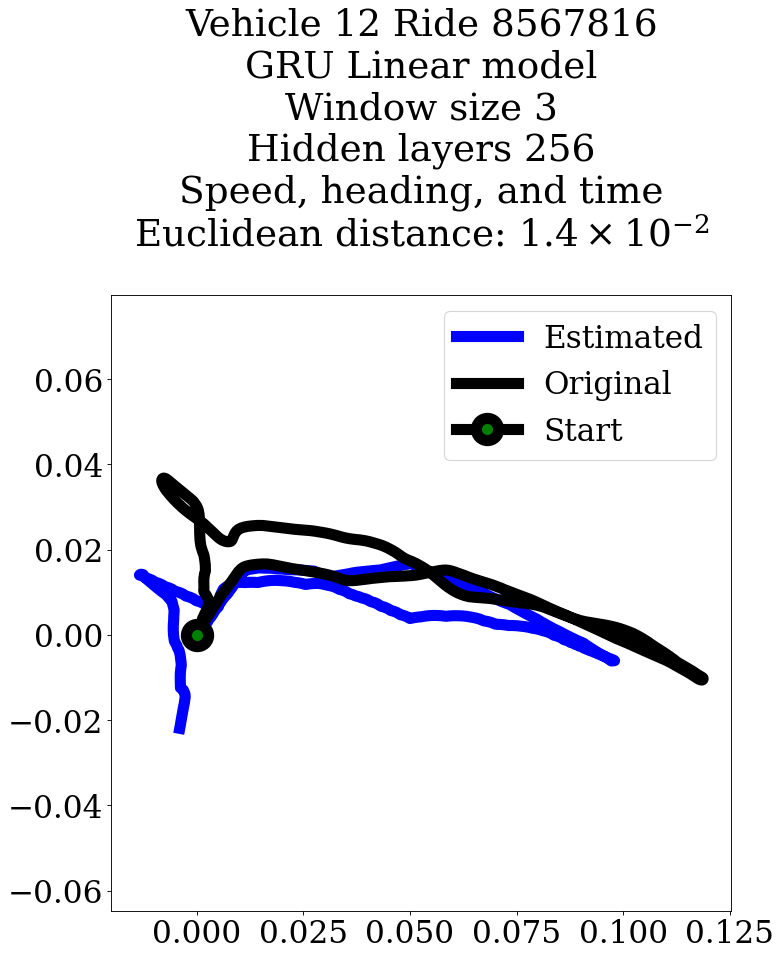 Vehicle 12 Ride 8567816
GRU Linear model
Window size 3
Hidden layers 256
Speed, heading, and time
Euclidean distance: 1.4 × 10⁻²
Estimated
Original
Start
0.06
0.04
0.02
0.00
−0.02
−0.04
−0.06
0.000 0.025 0.050 0.075 0.100 0.125